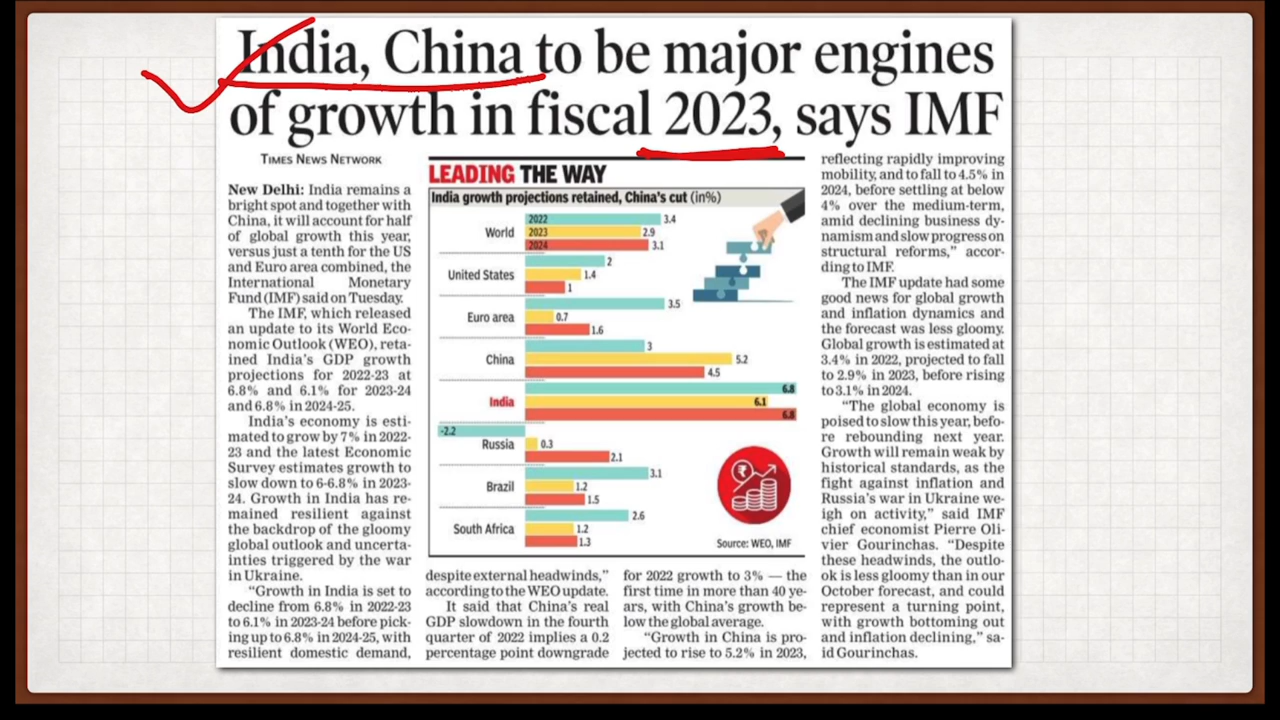 India, China to be major engines
of growth in fiscal 2023, says IMF
TIMES NEWS NETWORK
New Delhi: India remains a
bright spot and together with
China, it will account for half
of global growth this year,
versus just a tenth for the US
and Euro area combined, the
International Monetary
Fund (IMF) said on Tuesday.
The IMF, which released
an update to its World Eco-
nomic Outlook (WEO), reta-
ined India's GDP growth
projections for 2022-23 at
6.8% and 6.1% for 2023-24
and 6.8% in 2024-25.
India's economy is esti-
mated to grow by 7% in 2022-
23 and the latest Economic
Survey estimates growth to
slow down to 6-6.8% in 2023-
24. Growth in India has re-
mained resilient against
the backdrop of the gloomy
global outlook and uncerta-
inties triggered by the war
in Ukraine.
"Growth in India is set to
decline from 6.8% in 2022-23
to 6.1% in 2023-24 before pick-
ing up to 6.8% in 2024-25, with
resilient domestic demand,
LEADING THE WAY
India growth projections retained, China's cut (in%)
World
2022 3.4
2023 2.9
2024 3.1
United States
2
1.4
1
Euro area
3.5
0.7
1.6
China
3
5.2
4.5
India
6.8
6.1
6.8
Russia
-2.2
0.3
2.1
Brazil
3.1
1.2
1.5
South Africa
2.6
1.2
1.3
₹
Source: WEO, IMF
despite external headwinds,"
according to the WEO update.
It said that China's real
GDP slowdown in the fourth
quarter of 2022 implies a 0.2
percentage point downgrade
for 2022 growth to 3% — the
first time in more than 40 ye-
ars, with China's growth be-
low the global average.
"Growth in China is pro-
jected to rise to 5.2% in 2023,
reflecting rapidly improving
mobility, and to fall to 4.5% in
2024, before settling at below
4% over the medium-term,
amid declining business dy-
namism and slow progress on
structural reforms," accor-
ding to IMF.
The IMF update had some
good news for global growth
and inflation dynamics and
the forecast was less gloomy.
Global growth is estimated at
3.4% in 2022, projected to fall
to 2.9% in 2023, before rising
to 3.1% in 2024.
"The global economy is
poised to slow this year, befo-
re rebounding next year.
Growth will remain weak by
historical standards, as the
fight against inflation and
Russia's war in Ukraine we-
igh on activity," said IMF
chief economist Pierre Oli-
vier Gourinchas. "Despite
these headwinds, the outlo-
ok is less gloomy than in our
October forecast, and could
represent a turning point,
with growth bottoming out
and inflation declining," sa-
id Gourinchas.